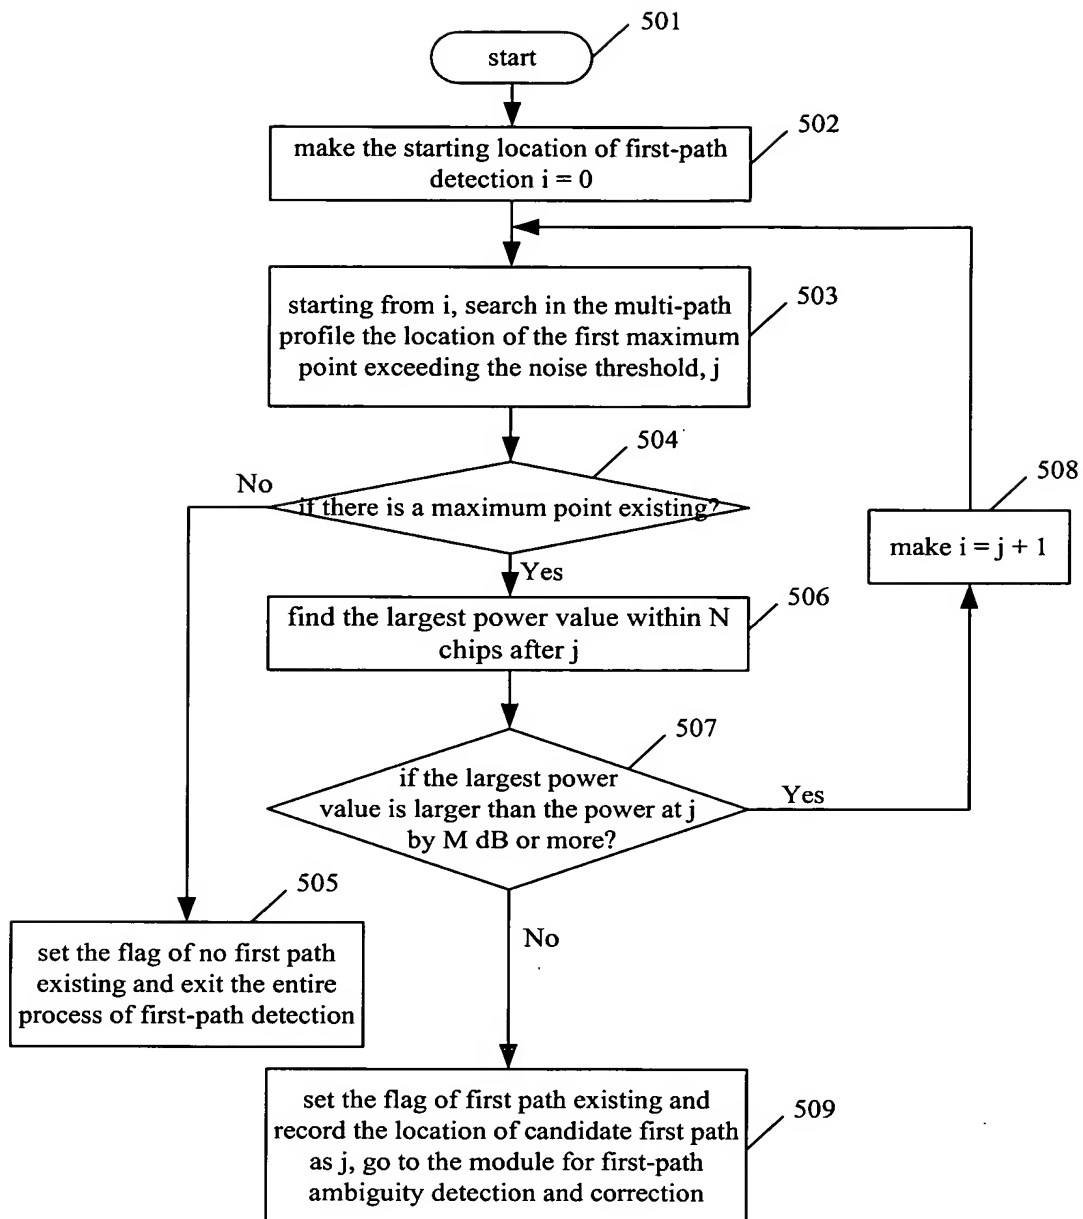 501
start
502
make the starting location of first-path
detection i = 0
503
starting from i, search in the multi-path
profile the location of the first maximum
point exceeding the noise threshold, j
504
No
if there is a maximum point existing?
508
make i = j + 1
Yes
506
find the largest power value within N
chips after j
507
if the largest power
value is larger than the power at j
by M dB or more?
Yes
505
No
set the flag of no first path
existing and exit the entire
process of first-path detection
509
set the flag of first path existing and
record the location of candidate first path
as j, go to the module for first-path
ambiguity detection and correction